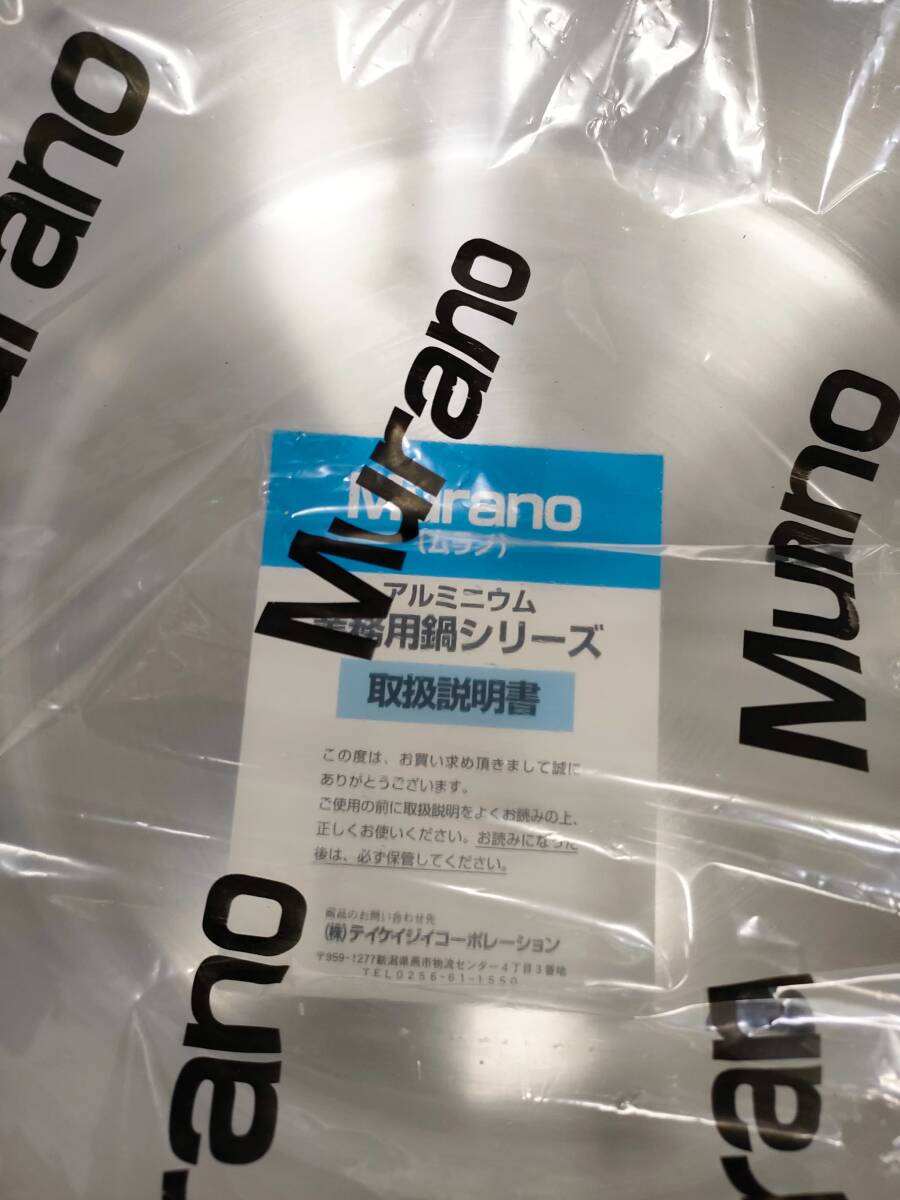 Murano
Murano
Murano
Murano
(ムラノ)
アルミニウム
業務用鍋シリーズ
取扱説明書
この度は、お買い求め頂きまして誠に
ありがとうございます。
ご使用の前に取扱説明をよくお読みの上、
正しくお使いください。お読みになった
後は、必ず保管してください。
商品のお問い合わせ先
(株)テイケイジイコーポレーション
〒959-1277新潟県燕市物流センター4丁目3番地
TEL0256-61-1550
rano
uran